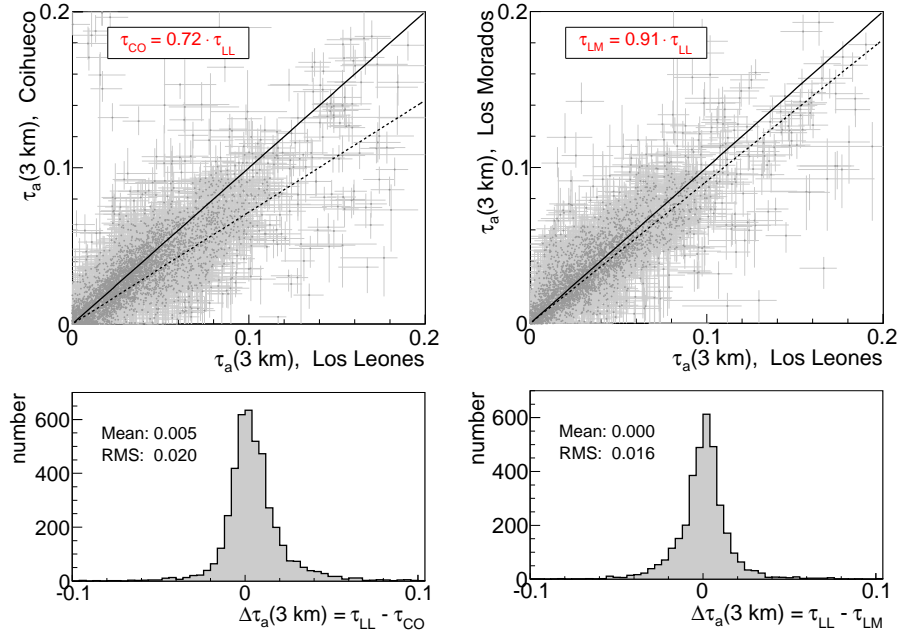 τ_CO = 0.72 · τ_LL
τ_a(3 km), Coihueco
0.2
0.1
0
0 0.1 0.2
τ_a(3 km), Los Leones
τ_LM = 0.91 · τ_LL
τ_a(3 km), Los Morados
0.2
0.1
0
0 0.1 0.2
τ_a(3 km), Los Leones
number
600
400
200
0
Mean: 0.005
RMS: 0.020
-0.1 0 0.1
Δτ_a(3 km) = τ_LL - τ_CO
number
600
400
200
0
Mean: 0.000
RMS: 0.016
-0.1 0 0.1
Δτ_a(3 km) = τ_LL - τ_LM